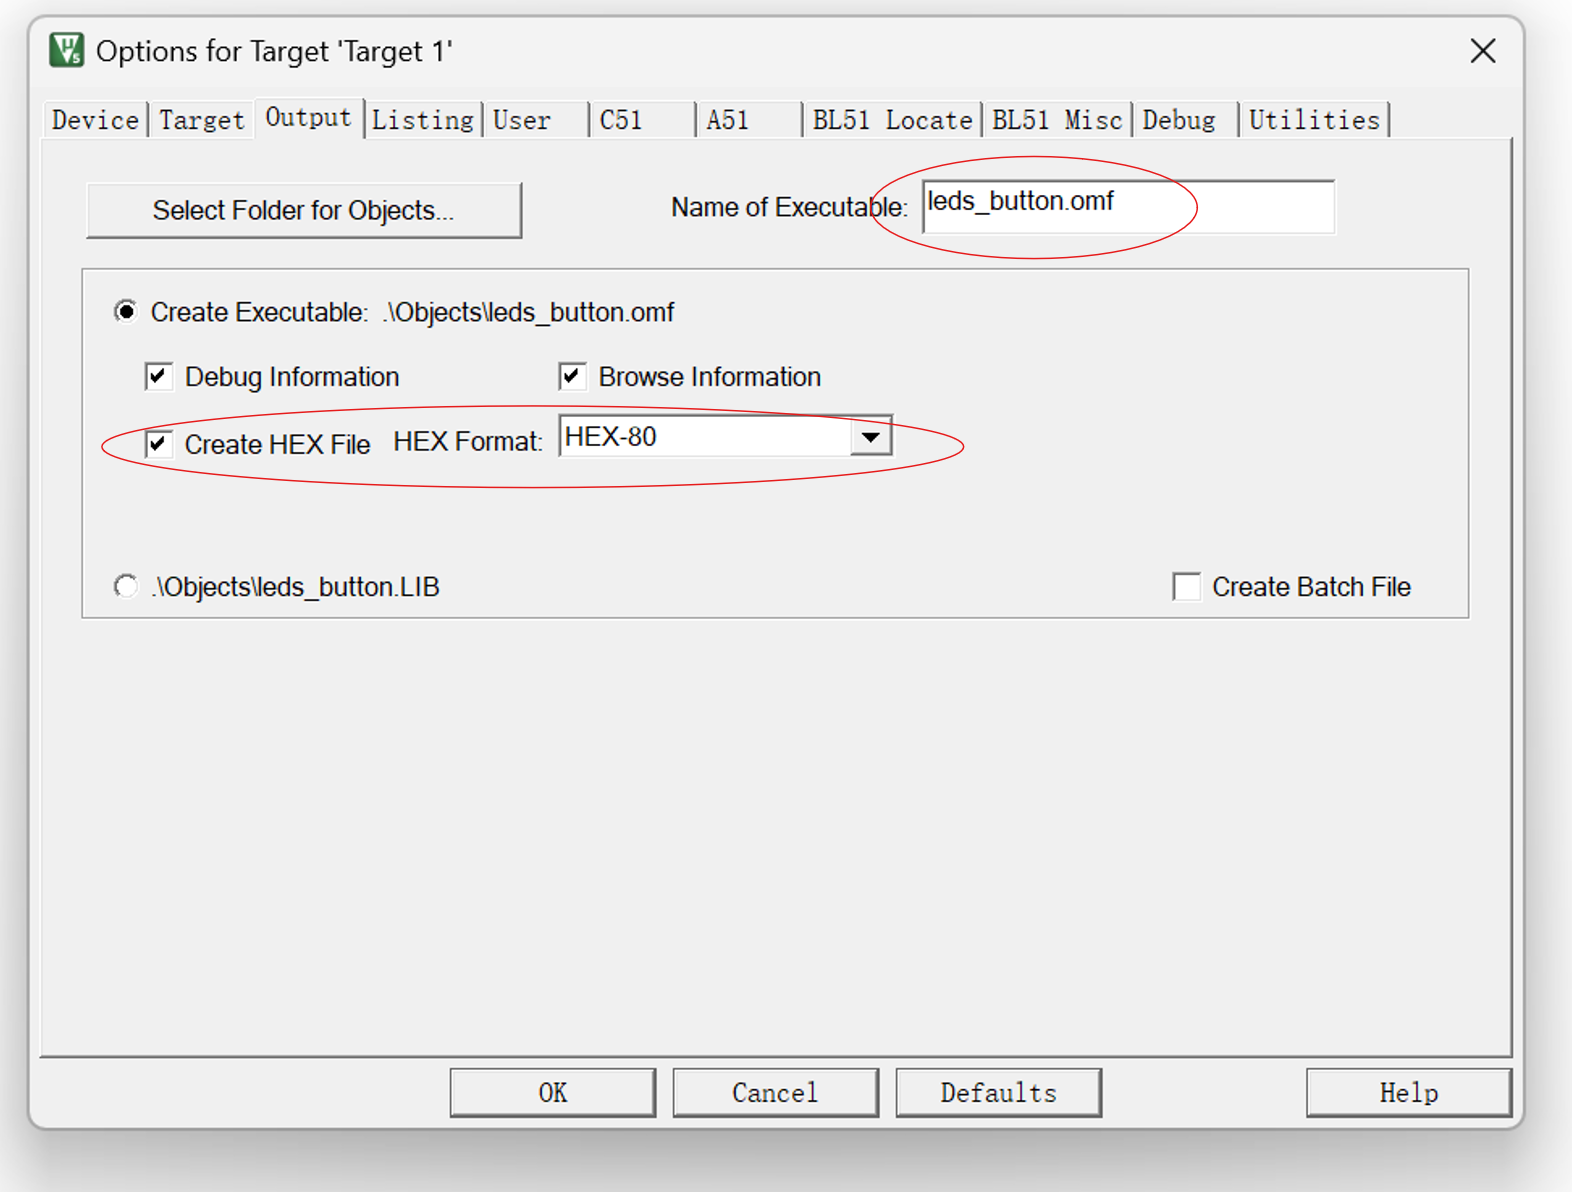 Options for Target 'Target 1'
Device Target Output Listing User C51 A51 BL51 Locate BL51 Misc Debug Utilities
Select Folder for Objects... Name of Executable: leds_button.omf
Create Executable: .\Objects\leds_button.omf
Debug Information Browse Information
Create HEX File HEX Format: HEX-80
.\Objects\leds_button.LIB Create Batch File
OK Cancel Defaults Help